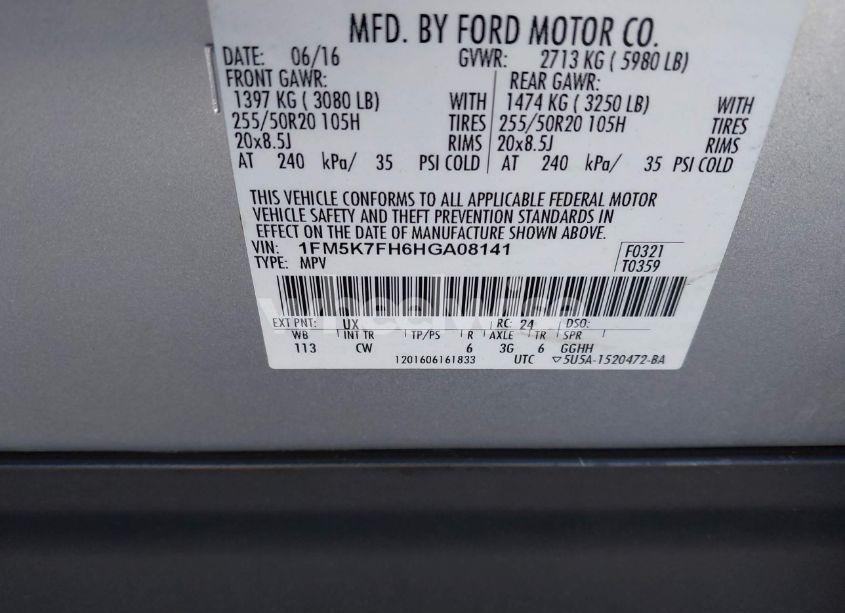 MFD. BY FORD MOTOR CO.
DATE: 06/16 GVWR: 2713 KG ( 5980 LB)
FRONT GAWR: REAR GAWR:
1397 KG ( 3080 LB) WITH 1474 KG ( 3250 LB) WITH
255/50R20 105H TIRES 255/50R20 105H TIRES
20x8.5J RIMS 20x8.5J RIMS
AT 240 kPa/ 35 PSI COLD AT 240 kPa/ 35 PSI COLD
THIS VEHICLE CONFORMS TO ALL APPLICABLE FEDERAL MOTOR
VEHICLE SAFETY AND THEFT PREVENTION STANDARDS IN
EFFECT ON THE DATE OF MANUFACTURE SHOWN ABOVE.
VIN: 1FM5K7FH6HGA08141 F0321
TYPE: MPV T0359
EXT PNT: UX RC: 24 DSO:
WB INT TR TP/PS R AXLE TR SPR
113 CW 6 3G 6 GGHH
1201606161833 UTC ▽5U5A-1520472-BA